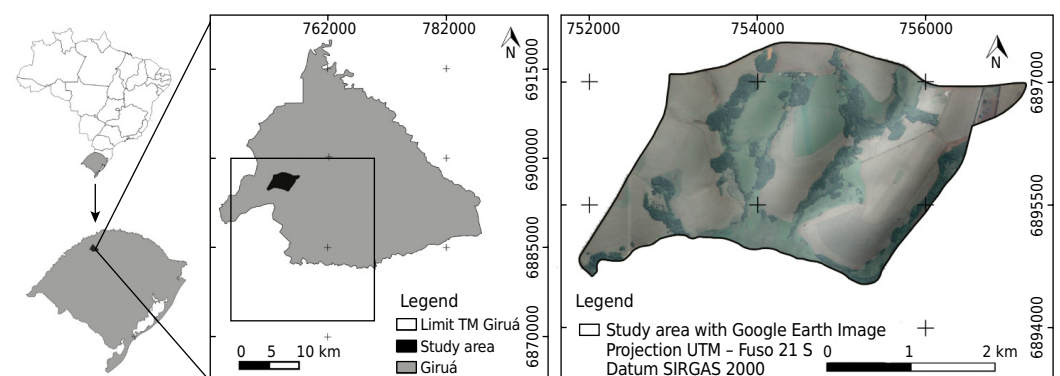 762000
782000
N
6915000
6900000
6885000
6870000
Legend
Limit TM Giruá
Study area
Giruá
0 5 10 km
752000
754000
756000
N
6897000
6895500
6894000
Legend
Study area with Google Earth Image
Projection UTM – Fuso 21 S
Datum SIRGAS 2000
0 1 2 km